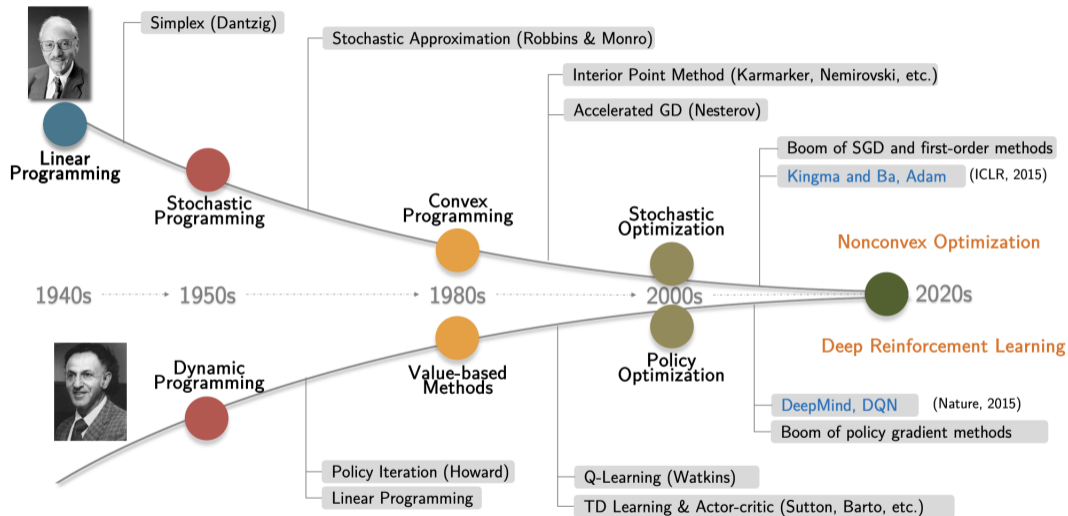 Simplex (Dantzig)
Stochastic Approximation (Robbins & Monro)
Interior Point Method (Karmarker, Nemirovski, etc.)
Accelerated GD (Nesterov)
Boom of SGD and first-order methods
Kingma and Ba, Adam (ICLR, 2015)
Linear
Programming
Stochastic
Programming
Convex
Programming
Stochastic
Optimization
Nonconvex Optimization
1940s 1950s 1980s 2000s 2020s
Dynamic
Programming
Value-based
Methods
Policy
Optimization
Deep Reinforcement Learning
DeepMind, DQN (Nature, 2015)
Boom of policy gradient methods
Policy Iteration (Howard)
Linear Programming
Q-Learning (Watkins)
TD Learning & Actor-critic (Sutton, Barto, etc.)